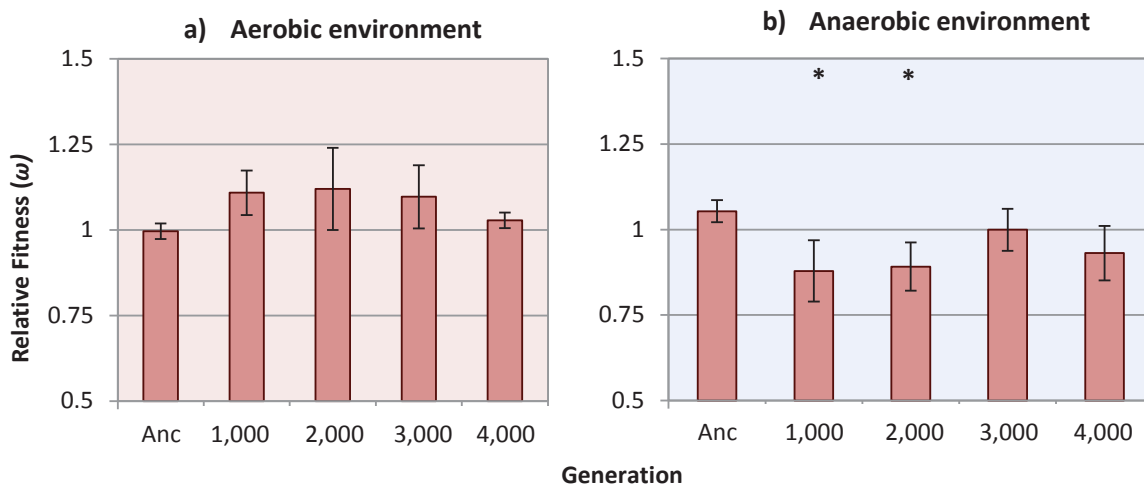 a) Aerobic environment
1.5
1.25
1
0.75
0.5
Relative Fitness (ω)
Anc 1,000 2,000 3,000 4,000
b) Anaerobic environment
1.5
1.25
1
0.75
0.5
* *
Anc 1,000 2,000 3,000 4,000
Generation